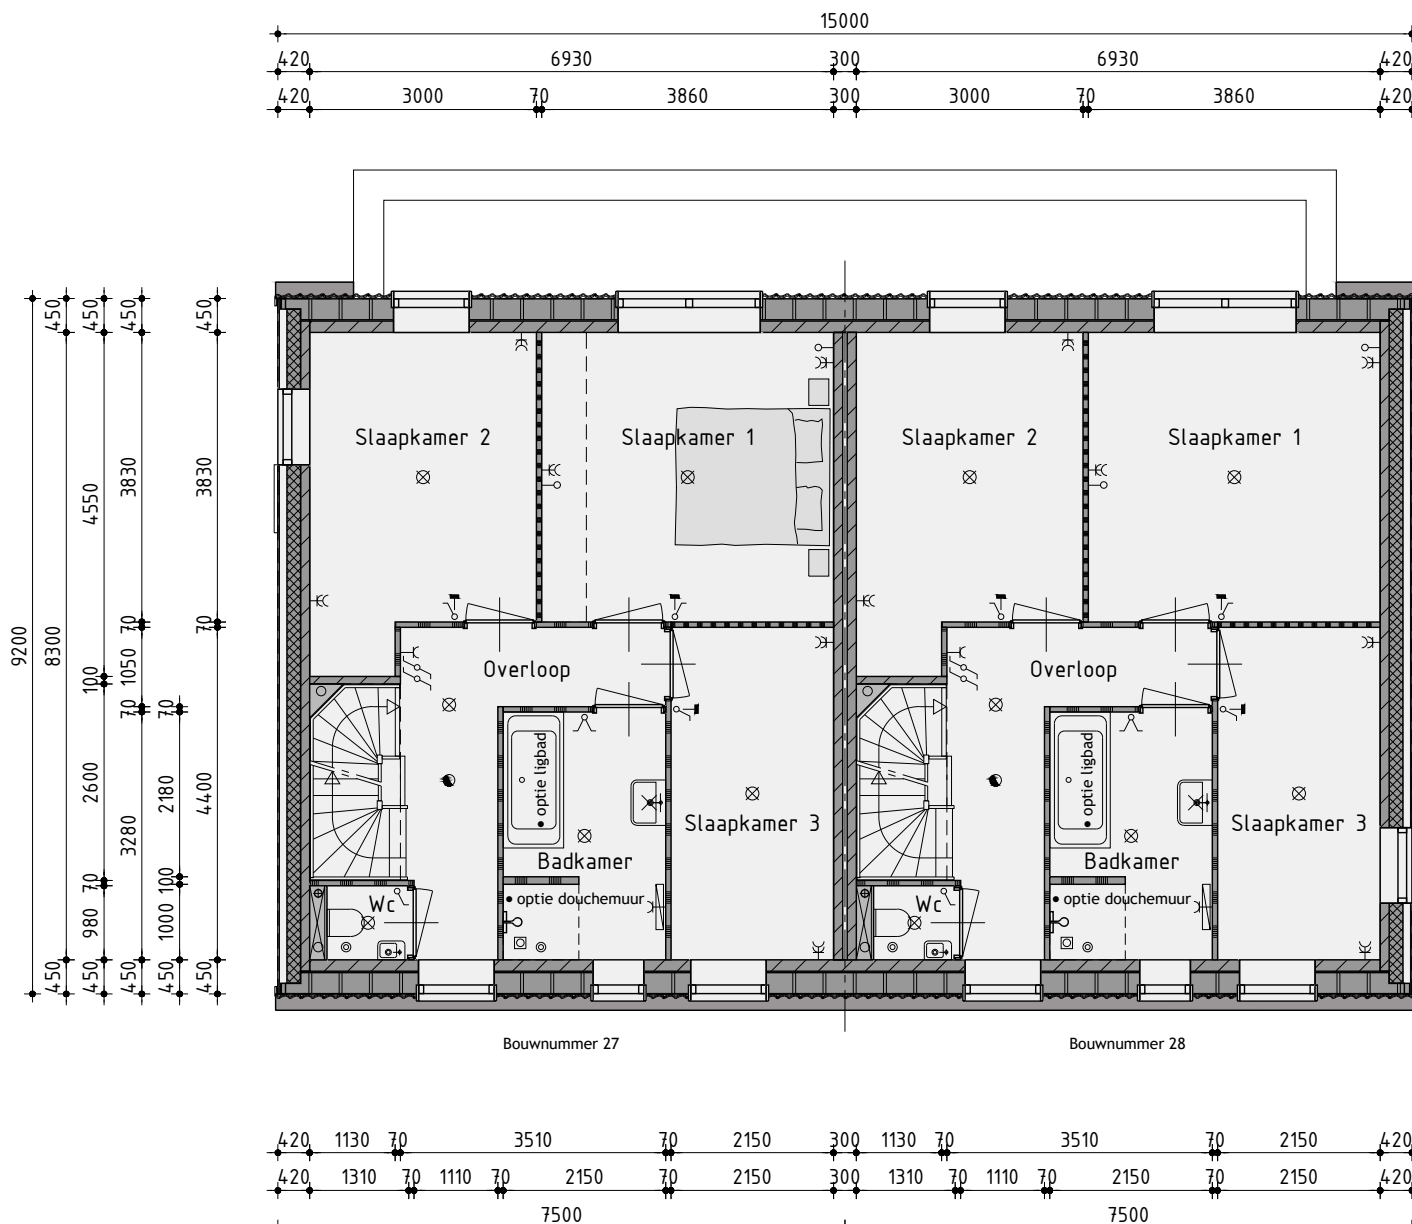 15000
420 6930 300 6930 420
420 3000 70 3860 300 3000 70 3860 420
9200
450 8300 450
450 4550 100 2600 70 980 450
450 3830 70 1050 70 3280 450
70 2180 100 1000 450
450 3830 70 4400 450
Slaapkamer 2 Slaapkamer 1 Slaapkamer 2 Slaapkamer 1
Overloop Overloop
optie ligbad optie ligbad
Slaapkamer 3 Slaapkamer 3
Badkamer Badkamer
Wc optie douchemuur Wc optie douchemuur
Bouwnummer 27 Bouwnummer 28
420 1130 70 3510 70 2150 300 1130 70 3510 70 2150 420
420 1310 70 1110 70 2150 70 2150 300 1310 70 1110 70 2150 70 2150 420
7500 7500